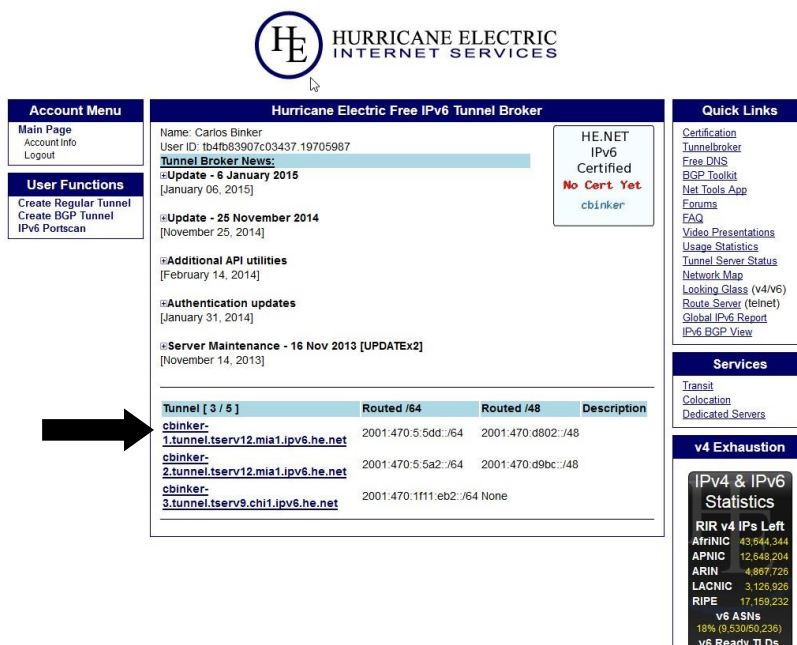 HE
HURRICANE ELECTRIC
INTERNET SERVICES
Account Menu
Main Page
Account Info
Logout
User Functions
Create Regular Tunnel
Create BGP Tunnel
IPv6 Portscan
Hurricane Electric Free IPv6 Tunnel Broker
Name: Carlos Binker
User ID: tb4fb83907c03437.19705987
Tunnel Broker News:
Update - 6 January 2015
[January 06, 2015]
Update - 25 November 2014
[November 25, 2014]
Additional API utilities
[February 14, 2014]
Authentication updates
[January 31, 2014]
Server Maintenance - 16 Nov 2013 [UPDATEx2]
[November 14, 2013]
HE.NET
IPv6
Certified
No Cert Yet
cbinker
Tunnel [ 3 / 5 ] Routed /64 Routed /48 Description
cbinker-
1.tunnel.tserv12.mia1.ipv6.he.net 2001:470:5:5dd::/64 2001:470:d802::/48
cbinker-
2.tunnel.tserv12.mia1.ipv6.he.net 2001:470:5:5a2::/64 2001:470:d9bc::/48
cbinker-
3.tunnel.tserv9.chi1.ipv6.he.net 2001:470:1f11:eb2::/64 None
Quick Links
Certification
Tunnelbroker
Free DNS
BGP Toolkit
Net Tools App
Forums
FAQ
Video Presentations
Usage Statistics
Tunnel Server Status
Network Map
Looking Glass (v4/v6)
Route Server (telnet)
Global IPv6 Report
IPv6 BGP View
Services
Transit
Colocation
Dedicated Servers
v4 Exhaustion
IPv4 & IPv6
Statistics
RIR v4 IPs Left
AfriNIC 43,644,344
APNIC 12,648,204
ARIN 4,867,726
LACNIC 3,126,926
RIPE 17,159,232
v6 ASNs
18% (9,530/50,236)
v6 Ready TLDs